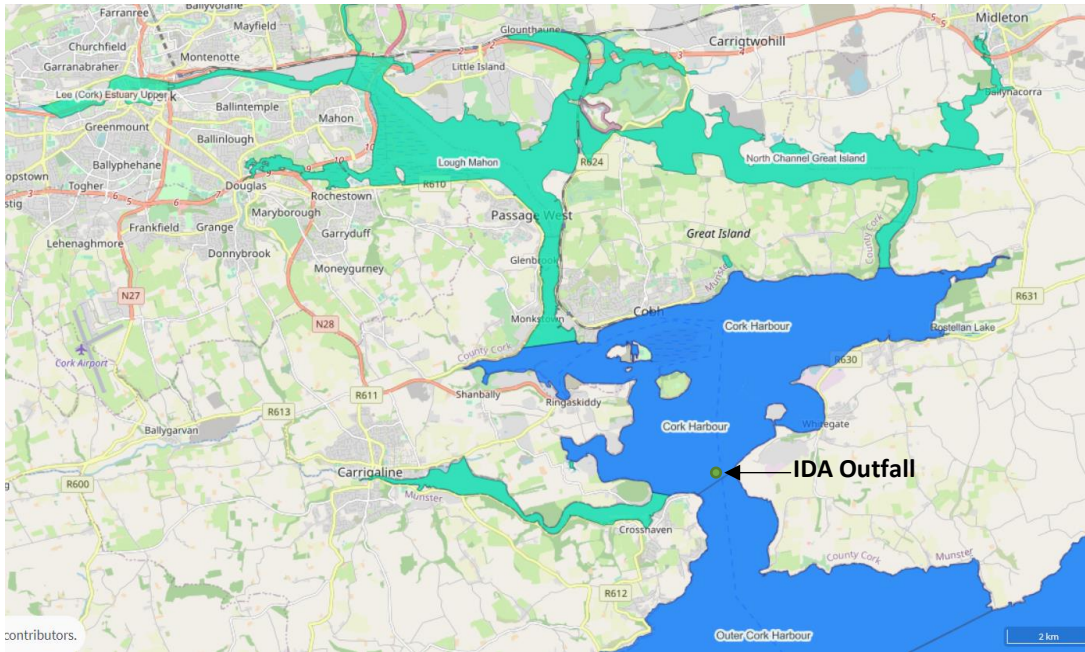 Farranree
Ballyvolane
Mayfield
Churchfield
Montenotte
Garranabraher
Glounthaune
Little Island
Carrigtwohill
Midleton
5
5
Lee (Cork) Estuary Upper
k
Ballintemple
Mahon
Greenmount
Ballinlough
Ballynacorra
Ballyphehane
Lough Mahon
R624
North Channel Great Island
Togher
Douglas
Rochestown
R610
Maryborough
Passage West
Frankfield
Grange
Garryduff
Great Island
Lehenaghmore
Donnybrook
Moneygurney
Glenbrook
Munster
County Cork
N27
N28
Monkstown
Cobh
Cork Harbour
R631
Rostellan Lake
Cork Airport
County Cork
R630
R611
Shanbally
Ringaskiddy
R613
Ballygarvan
Cork Harbour
Whitegate
Carrigaline
IDA Outfall
R600
Munster
Crosshaven
County Cork
Munster
R612
contributors.
Outer Cork Harbour
2 km